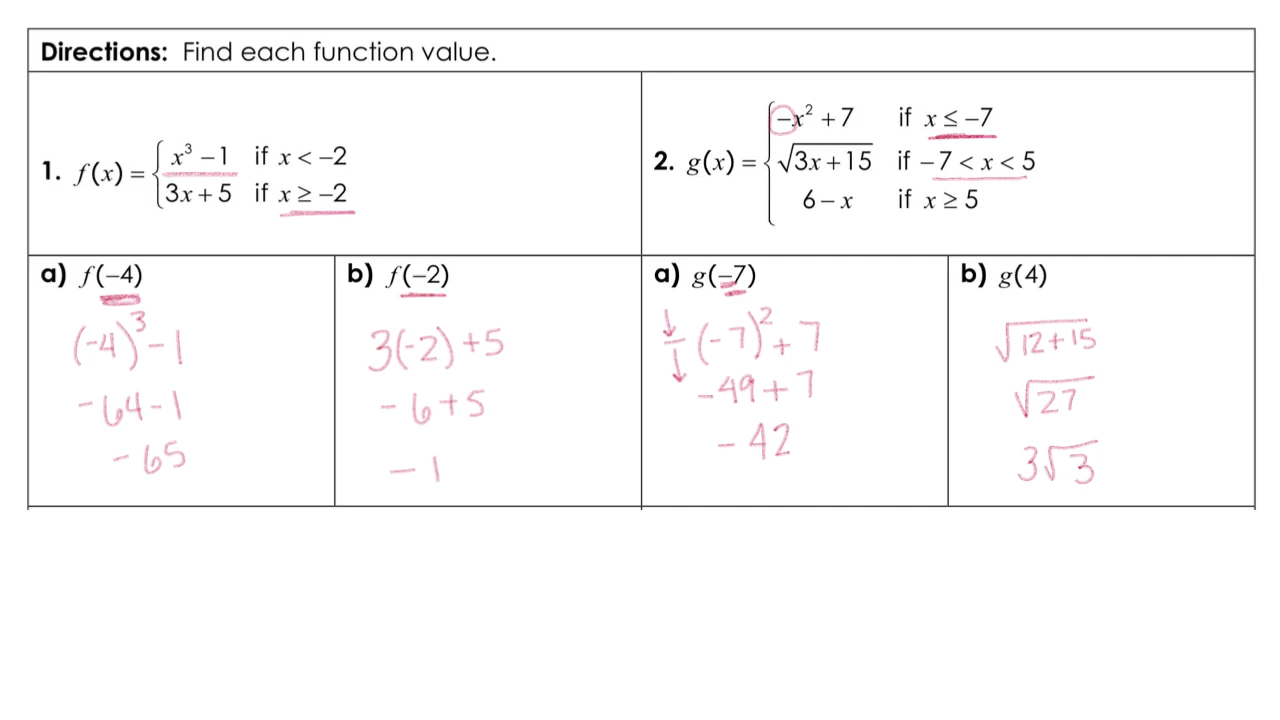 Directions: Find each function value.
1. f(x) = { x³ − 1 if x < −2
3x + 5 if x ≥ −2
2. g(x) = { −x² + 7 if x ≤ −7
√(3x + 15) if −7 < x < 5
6 − x if x ≥ 5
a) f(−4)
(-4)³ - 1
- 64 - 1
- 65
b) f(−2)
3(-2) + 5
- 6 + 5
- 1
a) g(−7)
- (-7)² + 7
- 49 + 7
- 42
b) g(4)
√12 + 15
√27
3√3